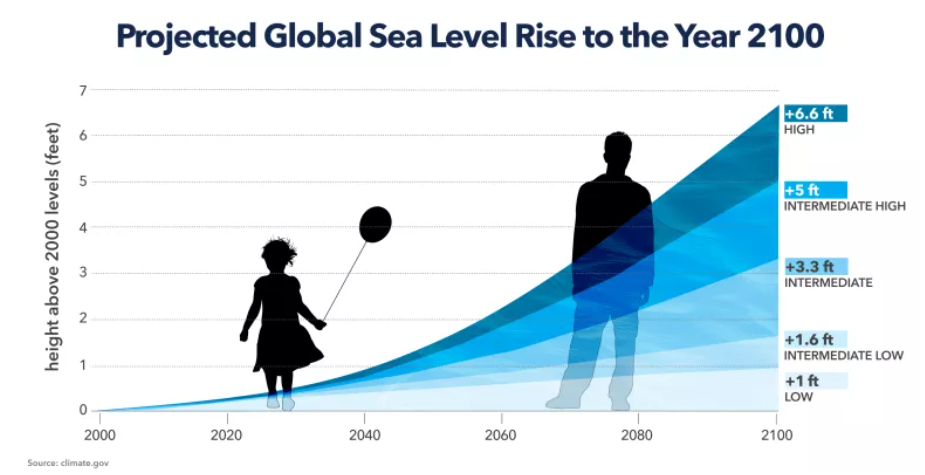 Projected Global Sea Level Rise to the Year 2100
height above 2000 levels (feet)
7
6
5
4
3
2
1
0
2000
2020
2040
2060
2080
2100
+6.6 ft
HIGH
+5 ft
INTERMEDIATE HIGH
+3.3 ft
INTERMEDIATE
+1.6 ft
INTERMEDIATE LOW
+1 ft
LOW
Source: climate.gov